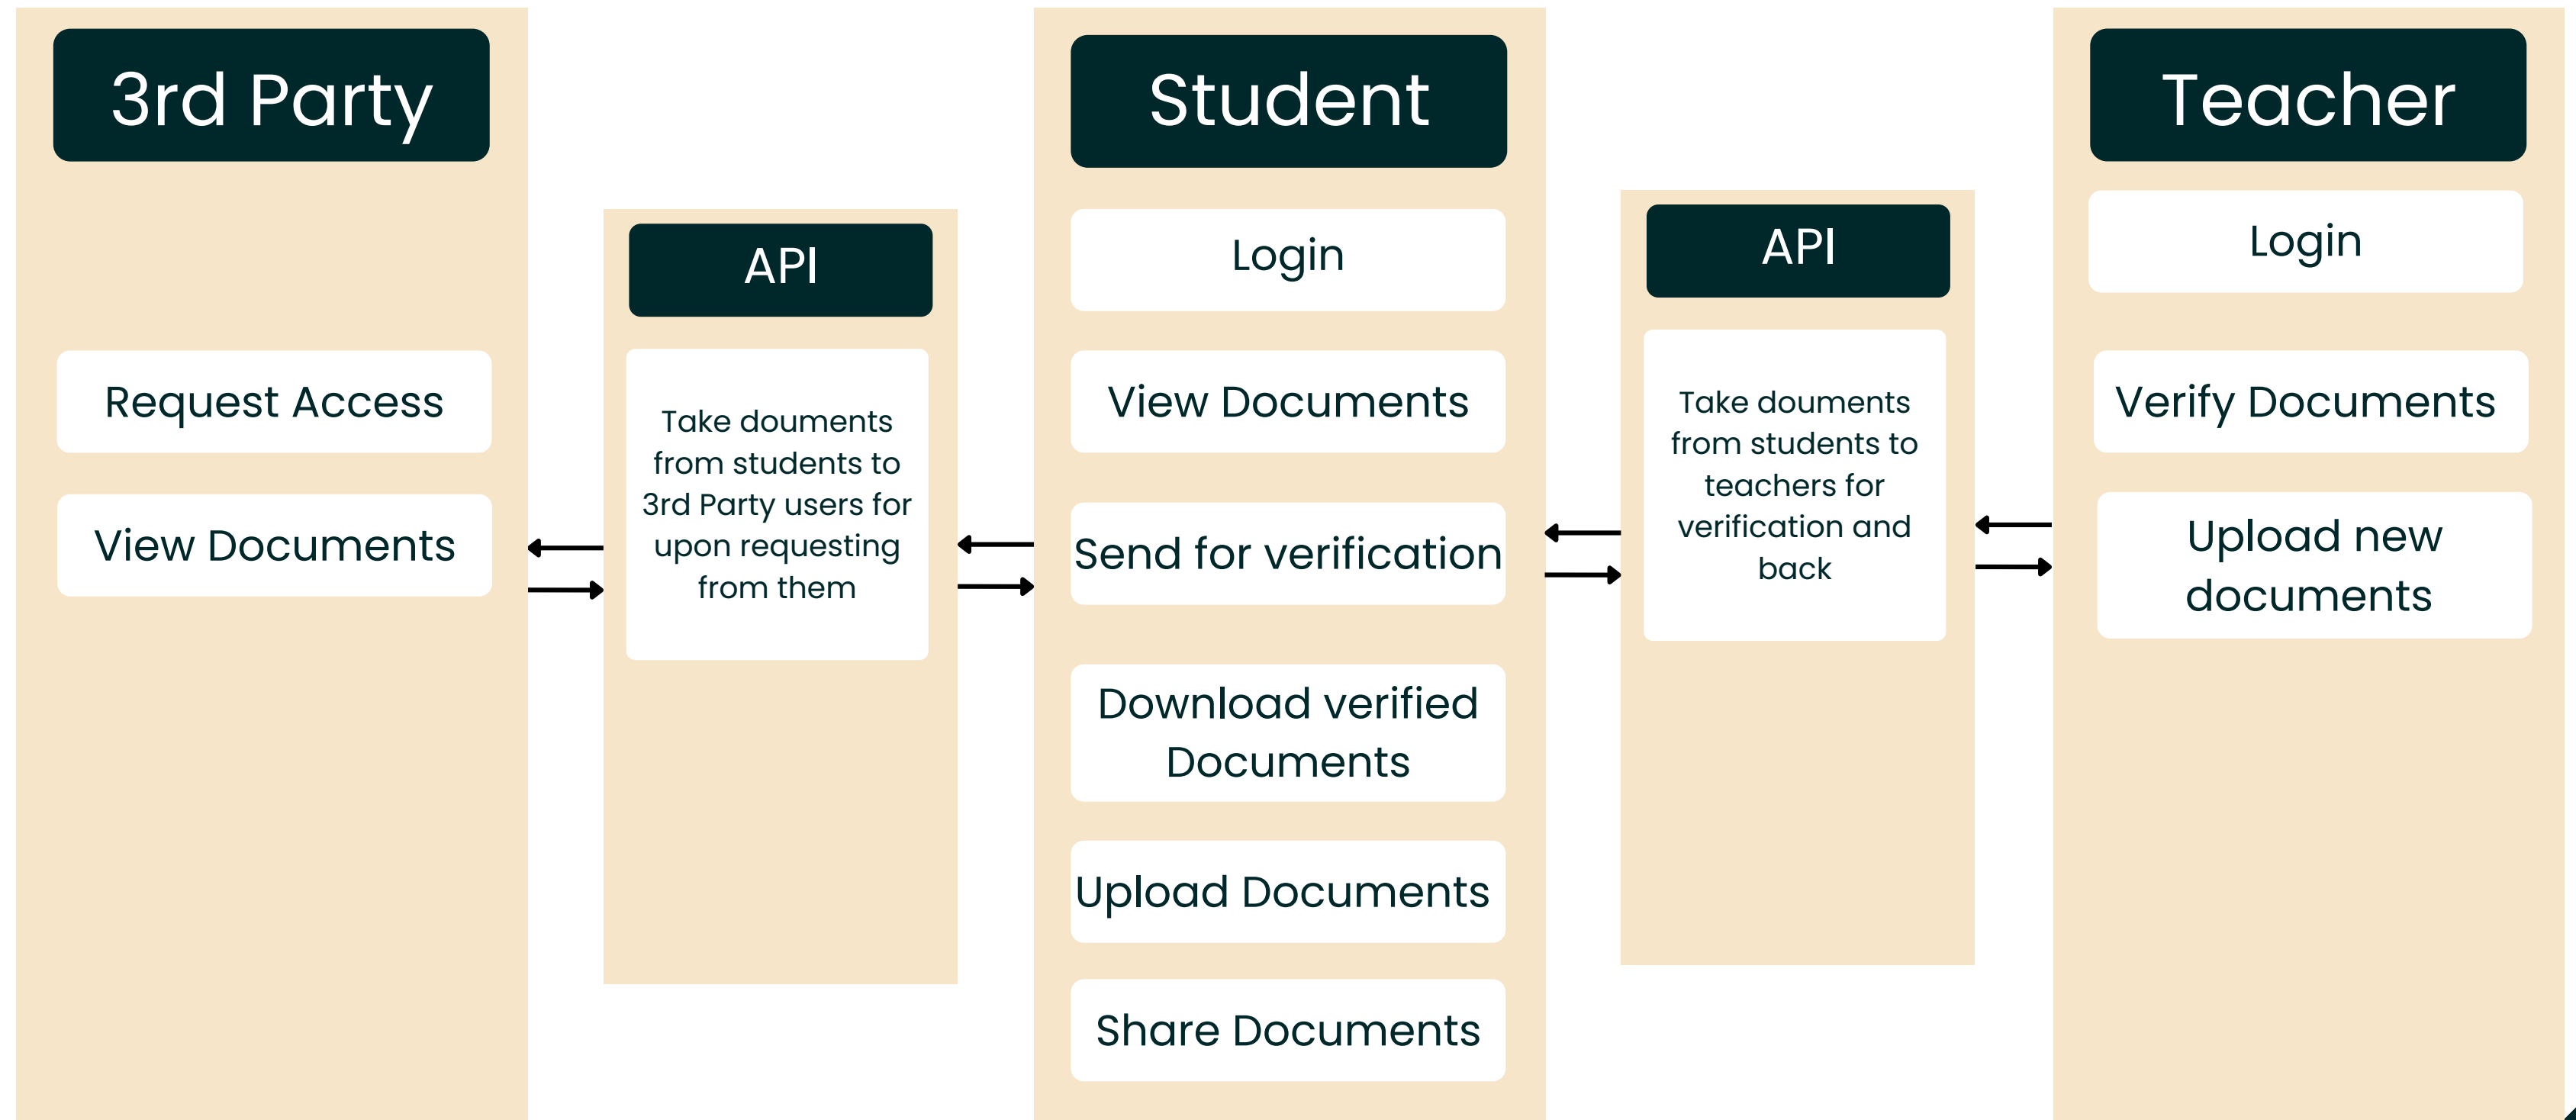 3rd Party
Request Access
View Documents
API
Take douments
from students to
3rd Party users for
upon requesting
from them
Student
Login
View Documents
Send for verification
Download verified
Documents
Upload Documents
Share Documents
API
Take douments
from students to
teachers for
verification and
back
Teacher
Login
Verify Documents
Upload new
documents